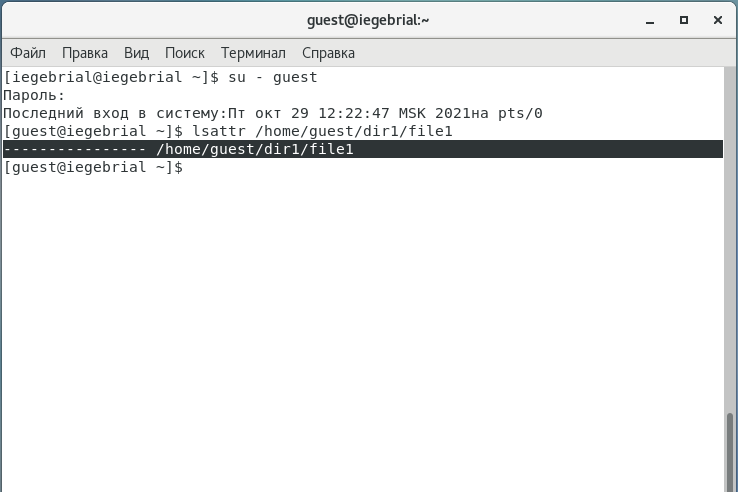 guest@iegebrial:~
Файл Правка Вид Поиск Терминал Справка
[iegebrial@iegebrial ~]$ su - guest
Пароль:
Последний вход в систему:Пт окт 29 12:22:47 MSK 2021на pts/0
[guest@iegebrial ~]$ lsattr /home/guest/dir1/file1
---------------- /home/guest/dir1/file1
[guest@iegebrial ~]$